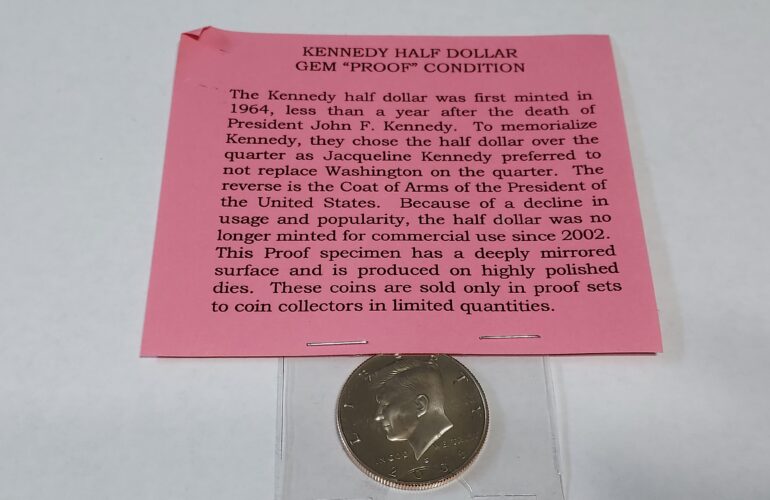 KENNEDY HALF DOLLAR
GEM “PROOF” CONDITION
The Kennedy half dollar was first minted in
1964, less than a year after the death of
President John F. Kennedy. To memorialize
Kennedy, they chose the half dollar over the
quarter as Jacqueline Kennedy preferred to
not replace Washington on the quarter. The
reverse is the Coat of Arms of the President of
the United States. Because of a decline in
usage and popularity, the half dollar was no
longer minted for commercial use since 2002.
This Proof specimen has a deeply mirrored
surface and is produced on highly polished
dies. These coins are sold only in proof sets
to coin collectors in limited quantities.